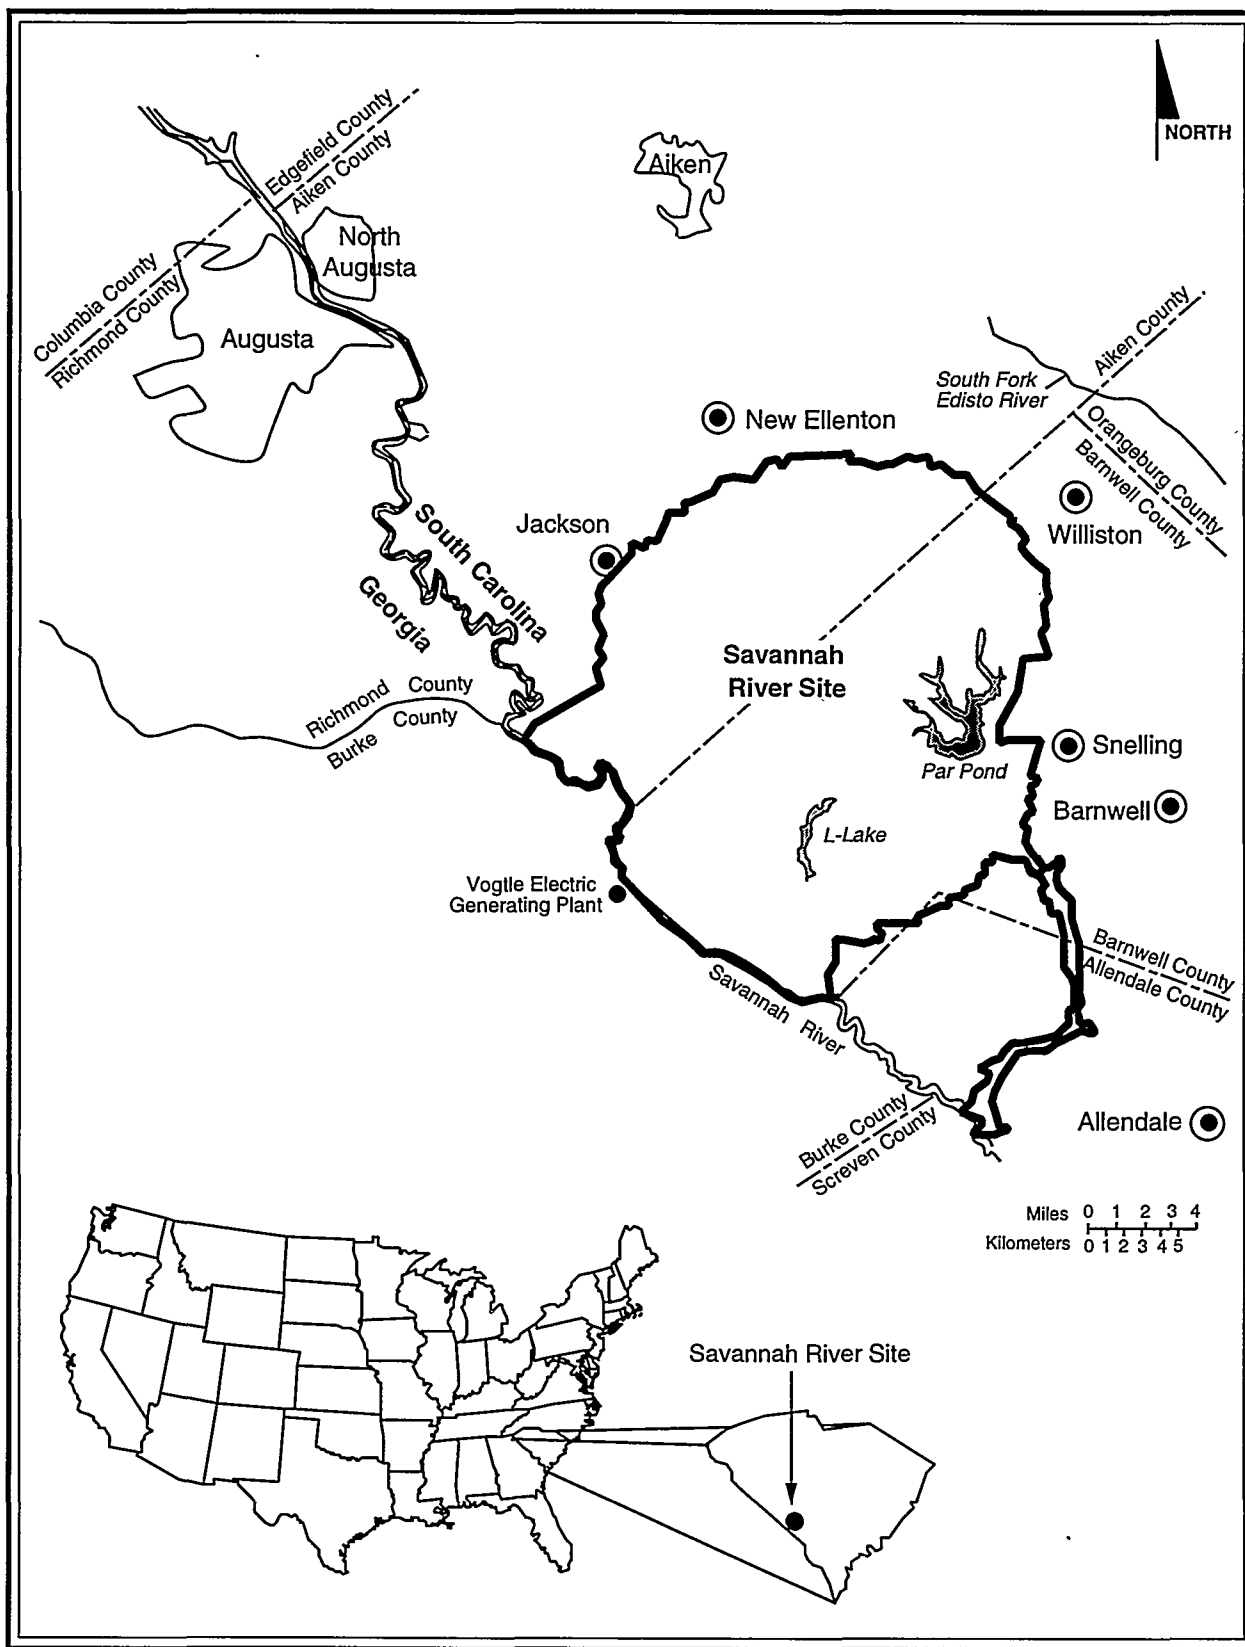 NORTH
Edgefield County
Aiken County
Aiken
North
Augusta
Columbia County
Richmond County
Augusta
Aiken County
South Fork
Edisto River
New Ellenton
Orangeburg County
Barnwell County
Williston
Jackson
South Carolina
Georgia
Savannah
River Site
Richmond County
Burke County
Par Pond
Snelling
Barnwell
L-Lake
Vogtle Electric
Generating Plant
Barnwell County
Allendale County
Savannah River
Burke County
Screven County
Allendale
Miles 0 1 2 3 4
Kilometers 0 1 2 3 4 5
Savannah River Site